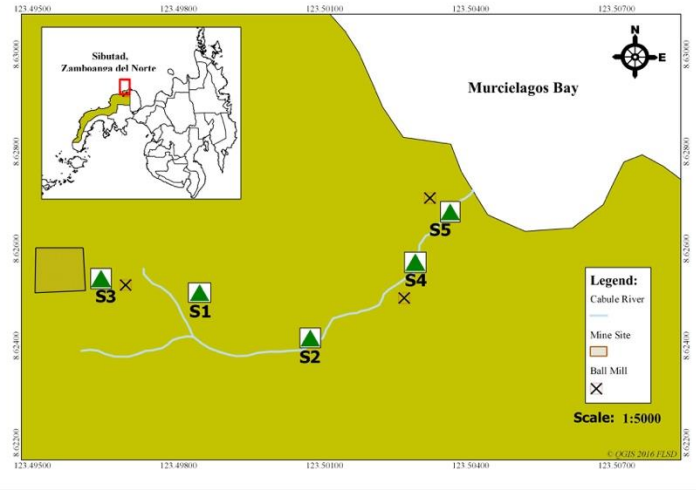 123.49500 123.49800 123.50100 123.50400 123.50700
8.63000
8.62800
8.62600
8.62400
8.62200
Sibutad,
Zamboanga del Norte
N
E
Murcielagos Bay
S5
S4
S3
S1
S2
Legend:
Cabule River
Mine Site
Ball Mill
Scale: 1:5000
© QGIS 2016 FLSD
8.63000
8.62800
8.62600
8.62400
8.62200
123.49500 123.49800 123.50100 123.50400 123.50700